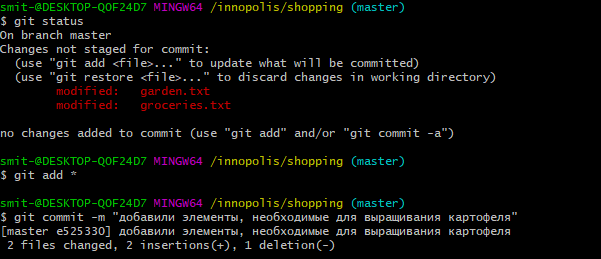 smit-@DESKTOP-QOF24D7 MINGW64 /innopolis/shopping (master)
$ git status
On branch master
Changes not staged for commit:
  (use "git add <file>..." to update what will be committed)
  (use "git restore <file>..." to discard changes in working directory)
        modified:   garden.txt
        modified:   groceries.txt

no changes added to commit (use "git add" and/or "git commit -a")

smit-@DESKTOP-QOF24D7 MINGW64 /innopolis/shopping (master)
$ git add *

smit-@DESKTOP-QOF24D7 MINGW64 /innopolis/shopping (master)
$ git commit -m "добавили элементы, необходимые для выращивания картофеля"
[master e525330] добавили элементы, необходимые для выращивания картофеля
 2 files changed, 2 insertions(+), 1 deletion(-)